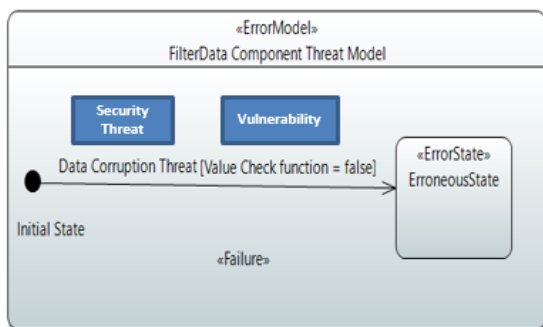 «ErrorModel»
FilterData Component Threat Model
Security
Threat
Vulnerability
Data Corruption Threat [Value Check function = false]
«ErrorState»
ErroneousState
Initial State
«Failure»